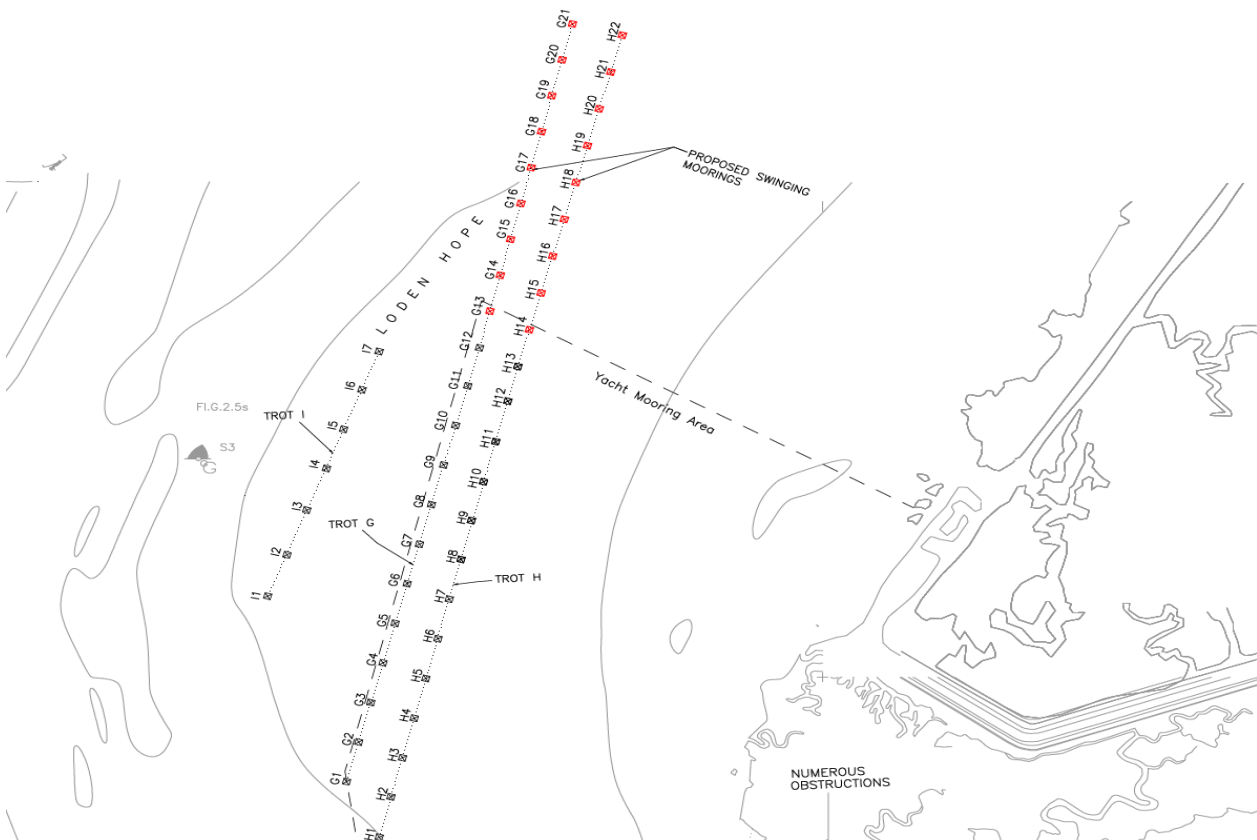 G21
H22
G20
H21
G19
H20
G18
H19
G17
H18
PROPOSED SWINGING
MOORINGS
G16
H17
G15
H16
G14
H15
G13
H14
LODEN HOPE
G12
H13
I7
G11
H12
I6
Yacht Mooring Area
Fl.G.2.5s
TROT I
G10
H11
I5
S3
G
G9
H10
I4
G8
H9
I3
TROT G
G7
H8
I2
G6
H7
TROT H
I1
G5
H6
G4
H5
G3
H4
G2
H3
G1
H2
NUMEROUS
OBSTRUCTIONS
H1